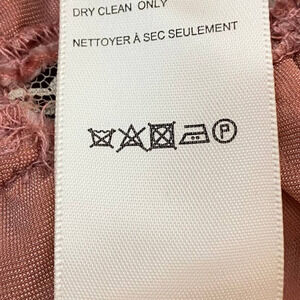 DRY CLEAN ONLY
NETTOYER À SEC SEULEMENT
P